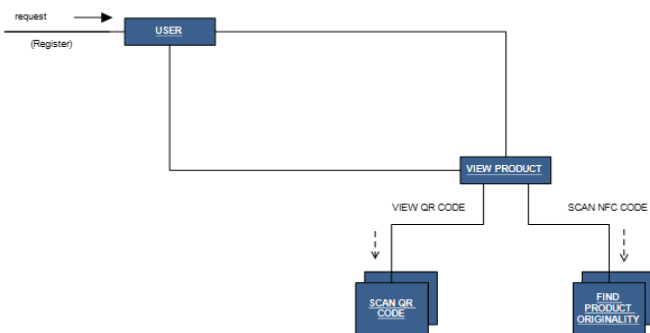 request
(Register)
USER
VIEW PRODUCT
VIEW QR CODE
SCAN NFC CODE
SCAN QR
CODE
FIND
PRODUCT
ORIGINALITY